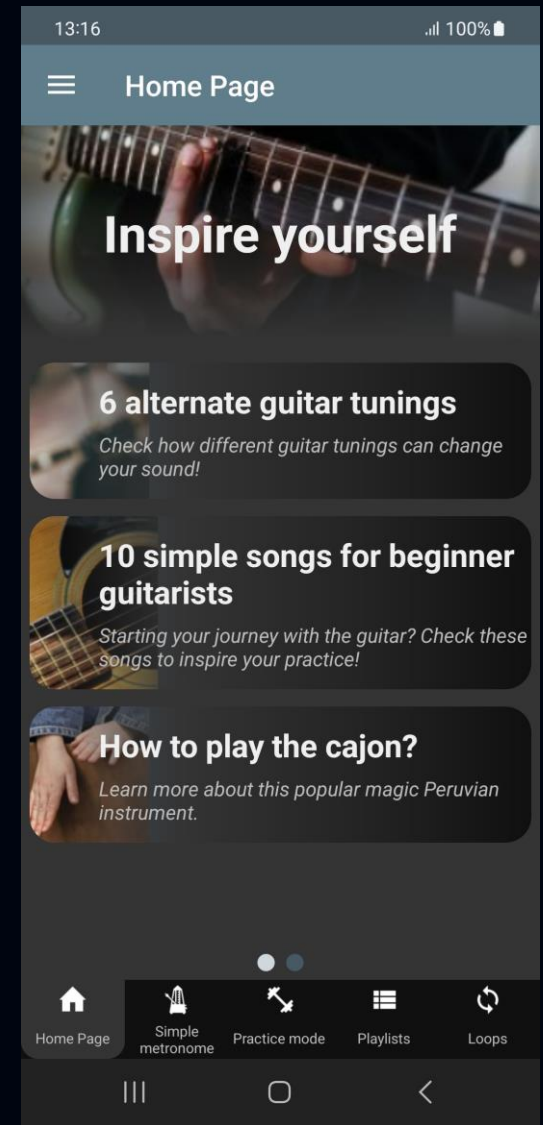 13:16
100%
Home Page
Inspire yourself
6 alternate guitar tunings
Check how different guitar tunings can change
your sound!
10 simple songs for beginner
guitarists
Starting your journey with the guitar? Check these
songs to inspire your practice!
How to play the cajon?
Learn more about this popular magic Peruvian
instrument.
Home Page
Simple
metronome
Practice mode
Playlists
Loops